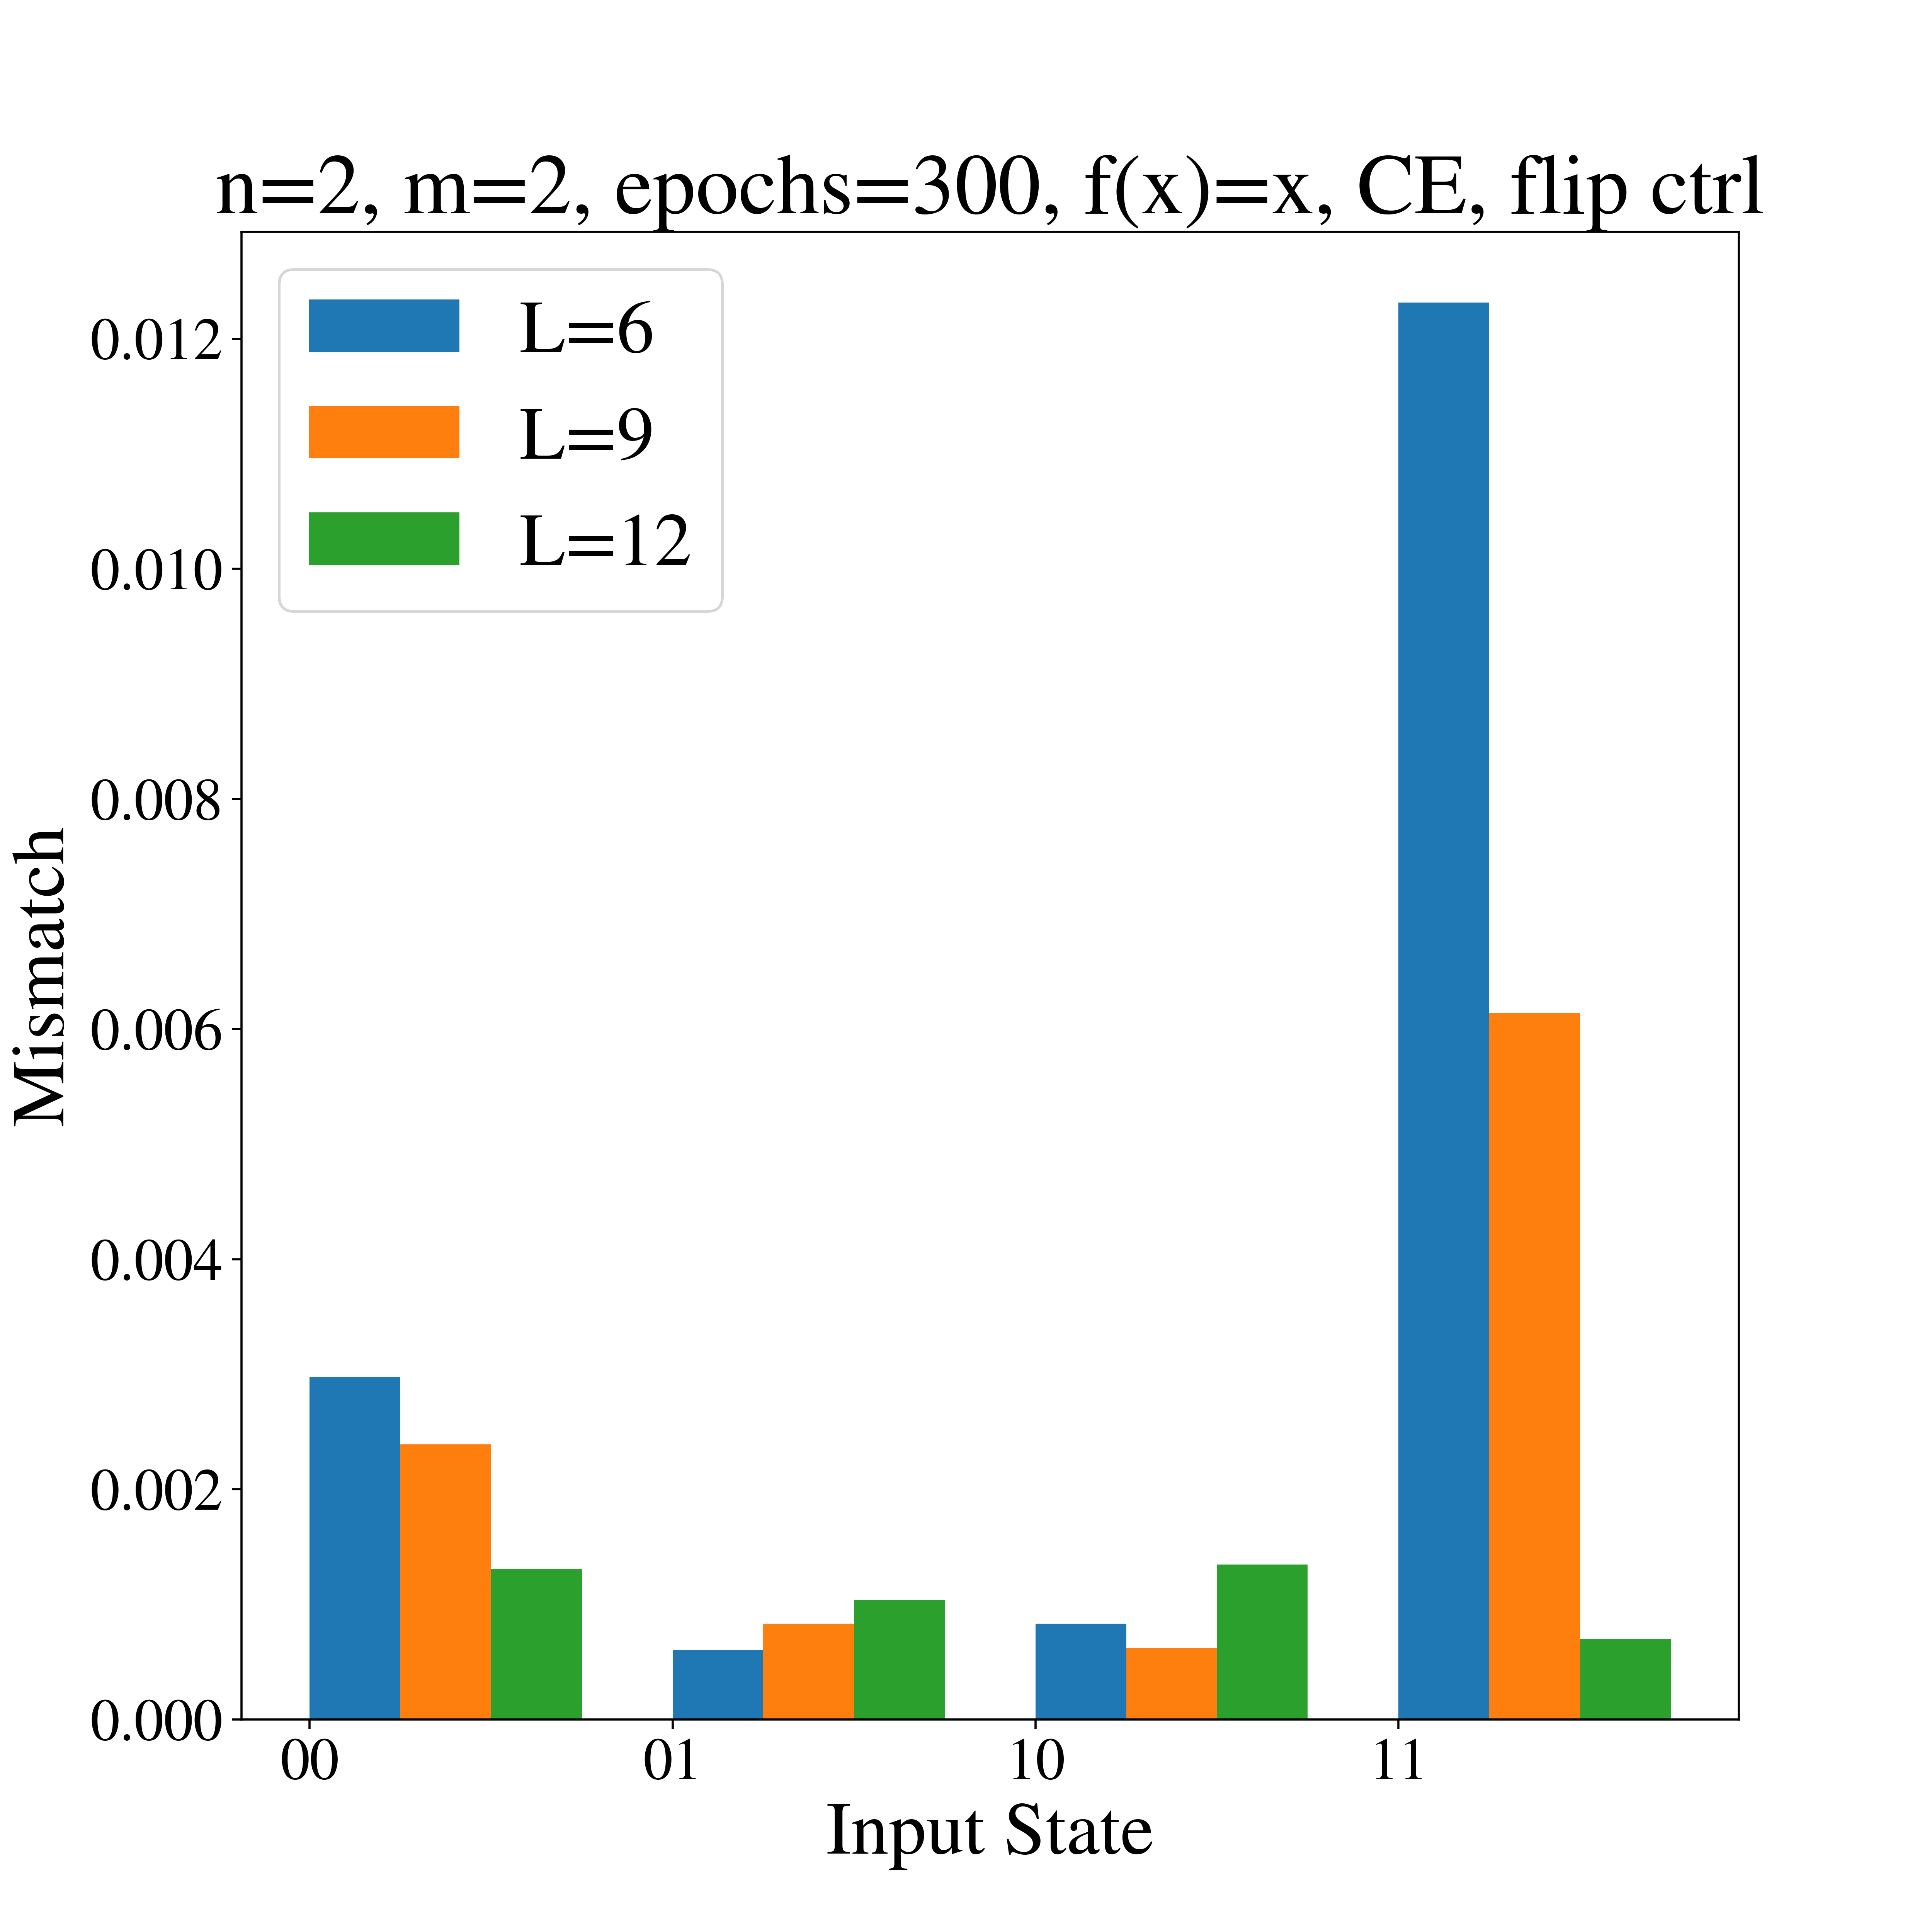 n=2, m=2, epochs=300, f(x)=x, CE, flip ctrl
L=6
L=9
L=12
0.012
0.010
0.008
0.006
0.004
0.002
0.000
Mismatch
00 01 10 11
Input State